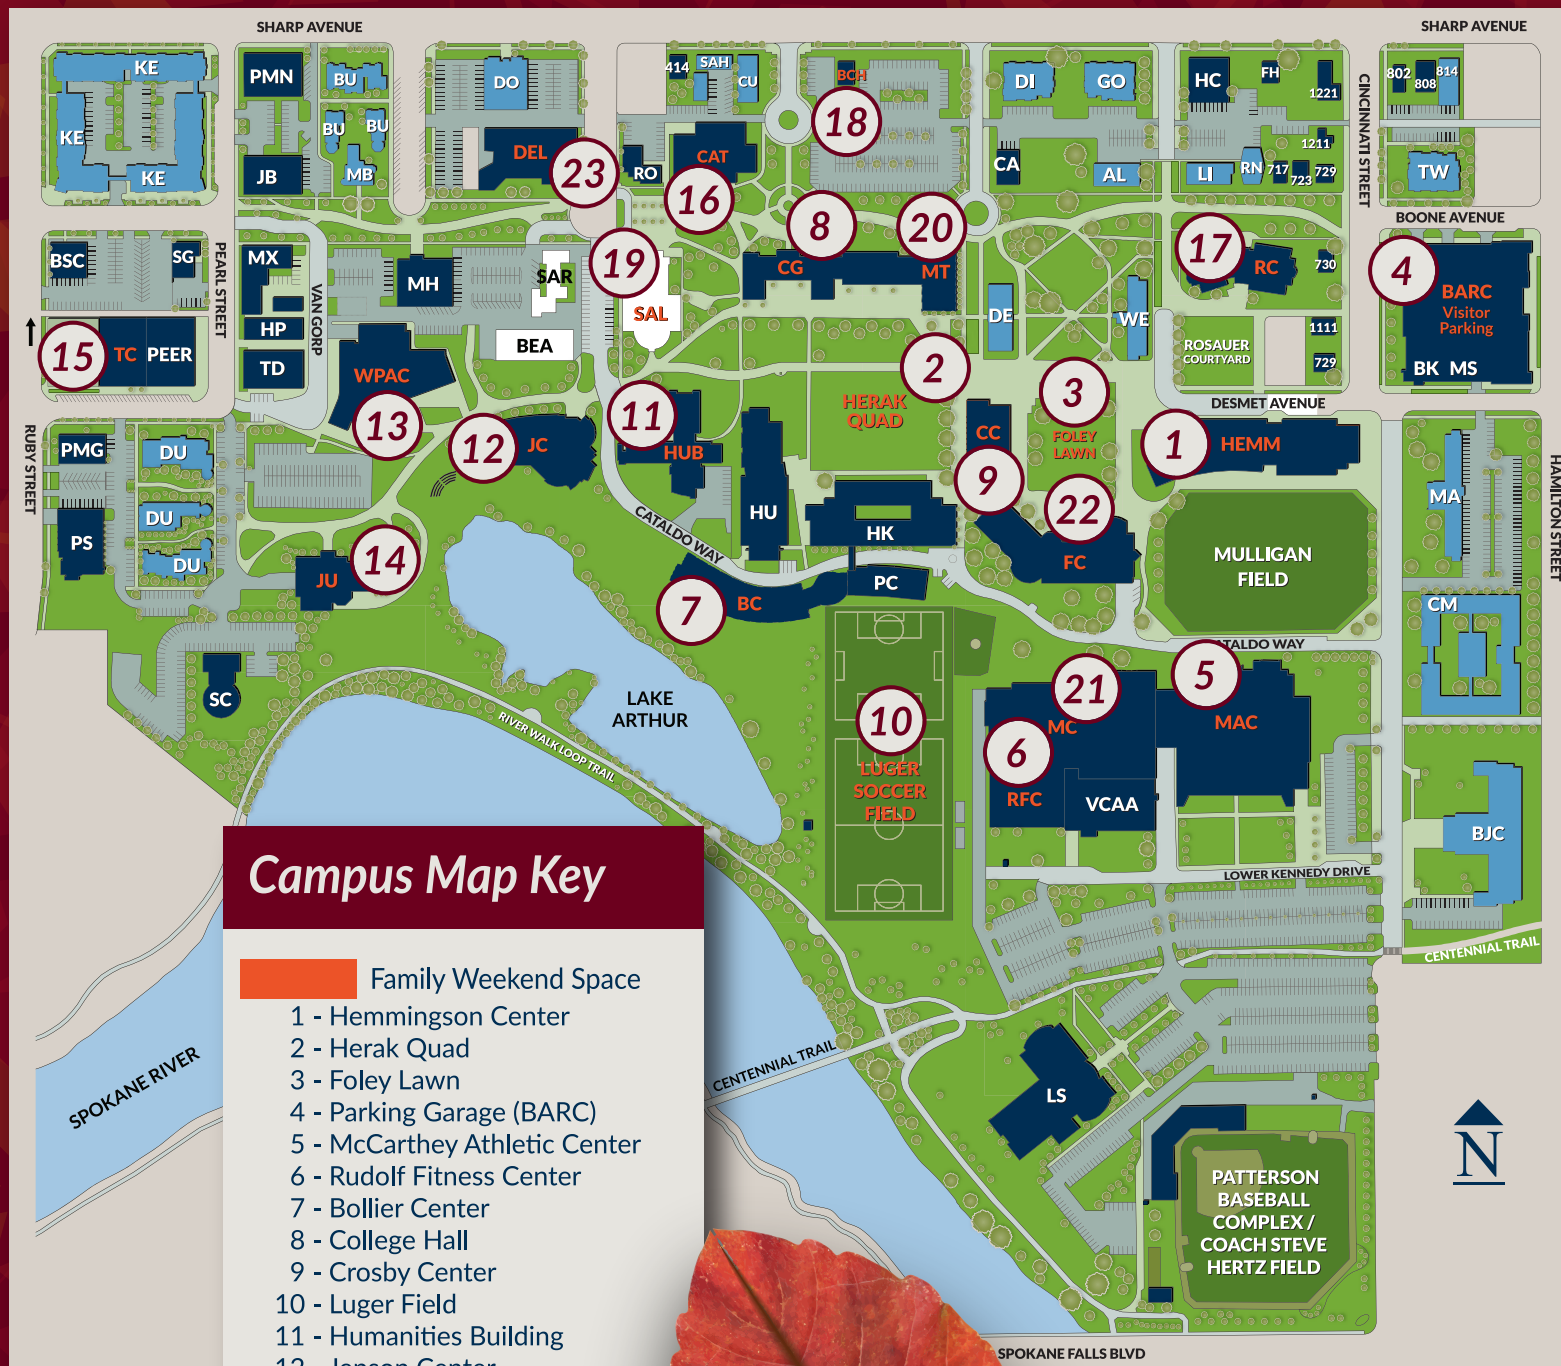 SHARP AVENUE
SHARP AVENUE
KE
KE
KE
PMN
BU
BU
BU
MB
JB
DO
DEL
23
414
SAH
CU
RO
CAT
16
BCH
18
DI
GO
CA
AL
HC
FH
1221
1211
LI
RN
717
723
729
CINCINNATI STREET
802
808
814
TW
BOONE AVENUE
BSC
SG
PEARL STREET
MX
HP
TD
VAN GORP
MH
SAR
BEA
19
SAL
8
CG
20
MT
DE
WE
17
RC
730
ROSAUER
COURTYARD
1111
729
4
BARC
Visitor
Parking
BK MS
15
TC
PEER
WPAC
13
12
JC
11
HUB
2
HERAK
QUAD
3
FOLEY
LAWN
CC
9
DESMET AVENUE
1
HEMM
RUBY STREET
PMG
DU
DU
DU
PS
JU
14
CATALDO WAY
HU
HK
22
FC
MULLIGAN
FIELD
MA
HAMILTON STREET
7
BC
PC
CM
SC
LAKE
ARTHUR
RIVER WALK LOOP TRAIL
10
LUGER
SOCCER
FIELD
TALDO WAY
21
MC
5
MAC
6
RFC
VCAA
BJC
LOWER KENNEDY DRIVE
CENTENNIAL TRAIL
SPOKANE RIVER
CENTENNIAL TRAIL
LS
N
PATTERSON
BASEBALL
COMPLEX /
COACH STEVE
HERTZ FIELD
SPOKANE FALLS BLVD
Campus Map Key
Family Weekend Space
1 - Hemmingson Center
2 - Herak Quad
3 - Foley Lawn
4 - Parking Garage (BARC)
5 - McCarthey Athletic Center
6 - Rudolf Fitness Center
7 - Bollier Center
8 - College Hall
9 - Crosby Center
10 - Luger Field
11 - Humanities Building
12 - Jepson Center